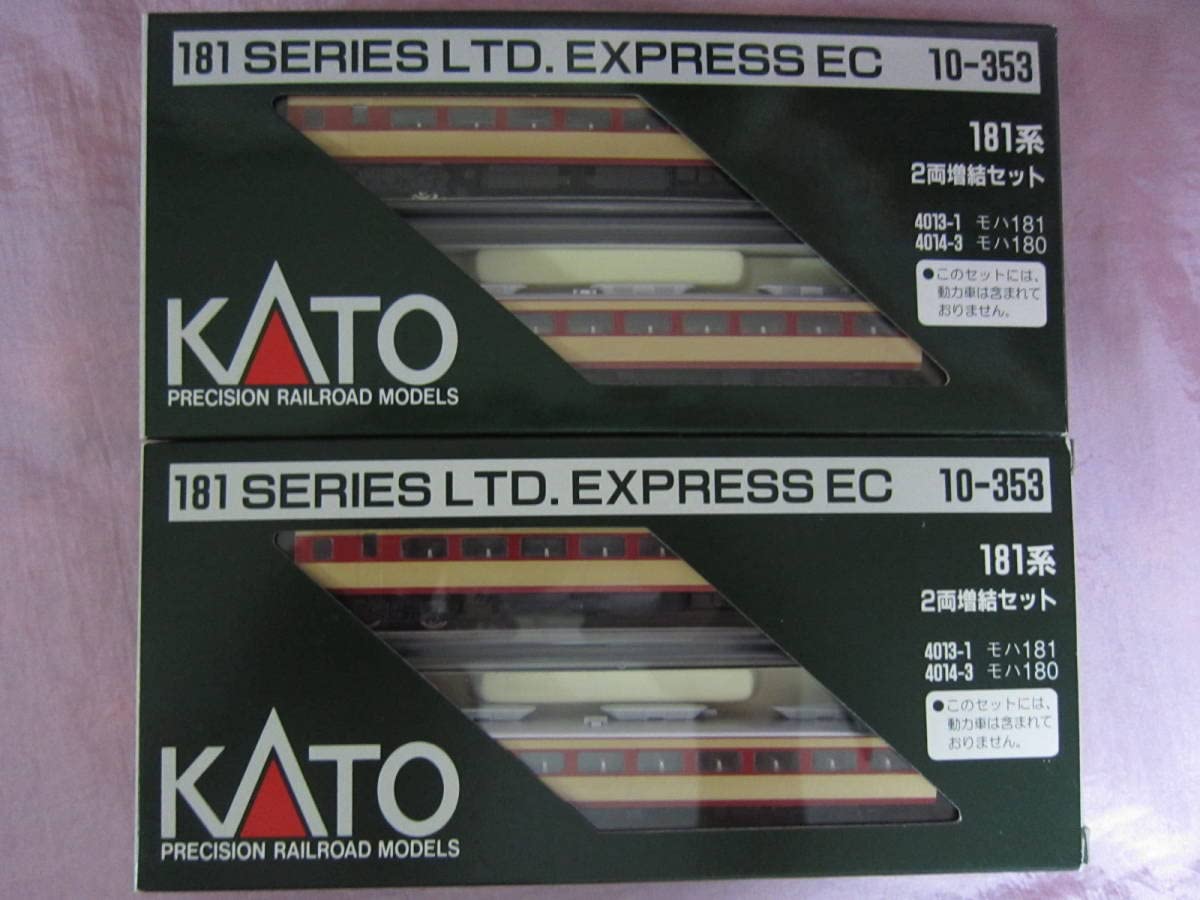 181 SERIES LTD. EXPRESS EC 10-353
181系
2両増結セット
4013-1 モハ181
4014-3 モハ180
●このセットには、
動力車は含まれて
おりません。
KATO
PRECISION RAILROAD MODELS
181 SERIES LTD. EXPRESS EC 10-353
181系
2両増結セット
4013-1 モハ181
4014-3 モハ180
●このセットには、
動力車は含まれて
おりません。
KATO
PRECISION RAILROAD MODELS